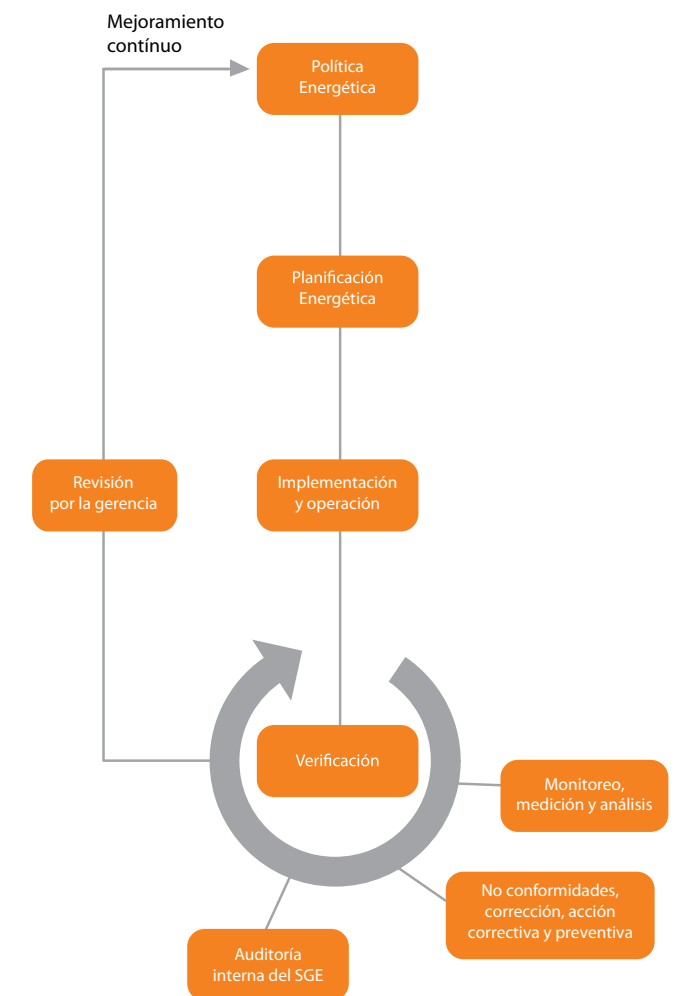 Mejoramiento
contínuo
Política
Energética
Planificación
Energética
Revisión
por la gerencia
Implementación
y operación
Verificación
Monitoreo,
medición y análisis
No conformidades,
corrección, acción
correctiva y preventiva
Auditoría
interna del SGE